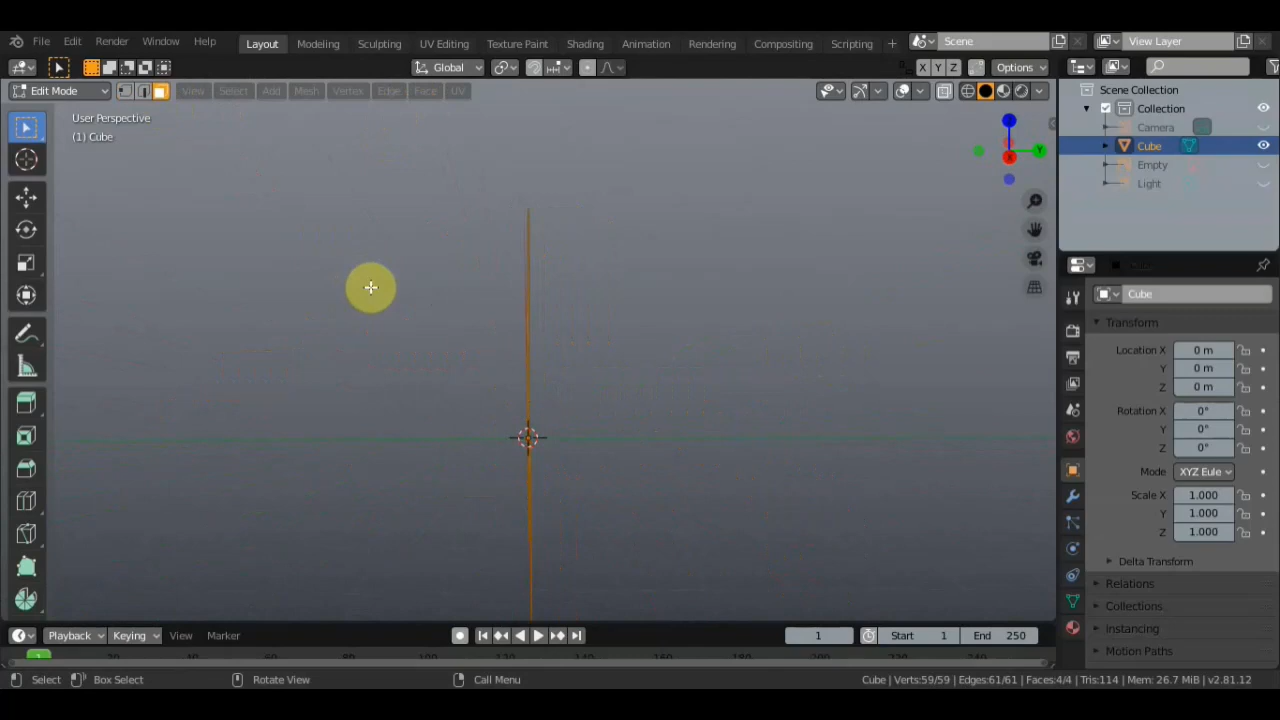 File Edit Render Window Help Layout Modeling Sculpting UV Editing Texture Paint Shading Animation Rendering Compositing Scripting + Scene View Layer
Global X Y Z Options
Edit Mode View Select Add Mesh Vertex Edge Face UV
User Perspective
(1) Cube
Z
Y
X
Scene Collection
Collection
Camera
Cube
Empty
Light
Cube
Transform
Location X 0 m
Y 0 m
Z 0 m
Rotation X 0°
Y 0°
Z 0°
Mode XYZ Eule
Scale X 1.000
Y 1.000
Z 1.000
Delta Transform
Relations
Collections
Instancing
Motion Paths
Playback Keying View Marker 1 Start 1 End 250
1
Select Box Select Rotate View Call Menu Cube | Verts:59/59 | Edges:61/61 | Faces:4/4 | Tris:114 | Mem: 26.7 MiB | v2.81.12